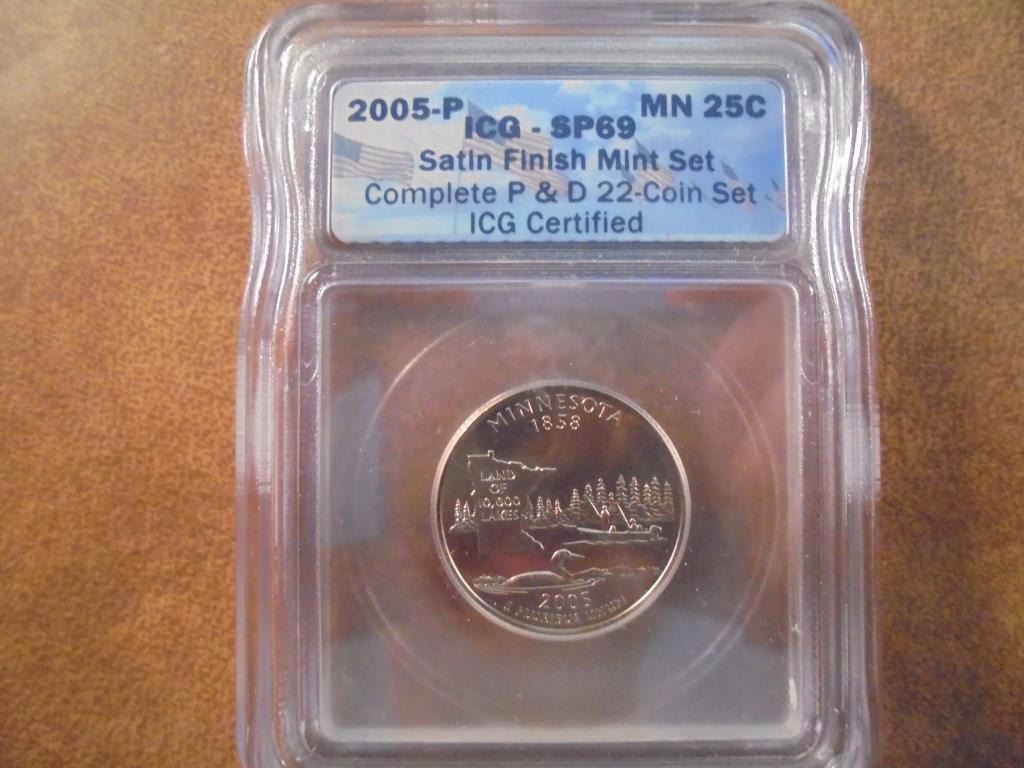 2005-P MN 25C
ICG - SP69
Satin Finish Mint Set
Complete P & D 22-Coin Set
ICG Certified
MINNESOTA
1858
LAND
OF
10,000
LAKES
2005
E PLURIBUS UNUM